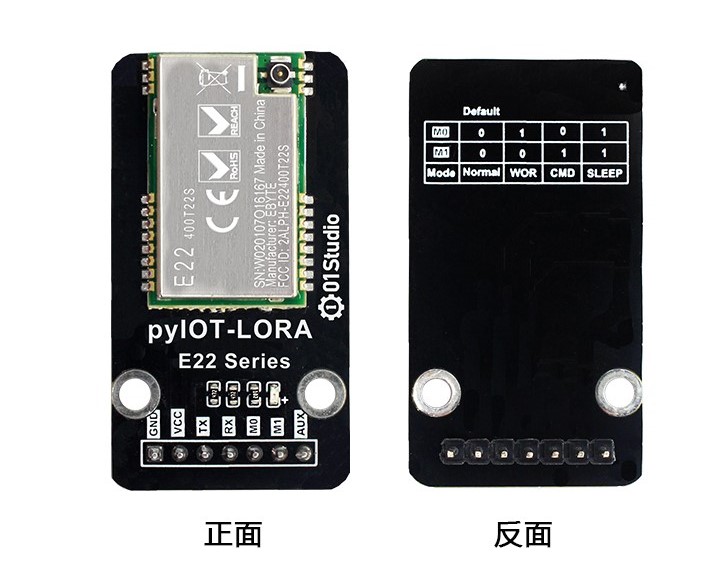 E22 400T22S
CE RoHS REACH
SN:W020107Q16167 Made in China
Manufacturer: EBYTE
FCC ID: 2ALPH-E22400T22S
01Studio
pyIOT-LORA
E22 Series
+
GND VCC TX RX M0 M1 AUX
正面
Default
M0 0 1 0 1
M1 0 0 1 1
Mode Normal WOR CMD SLEEP
反面